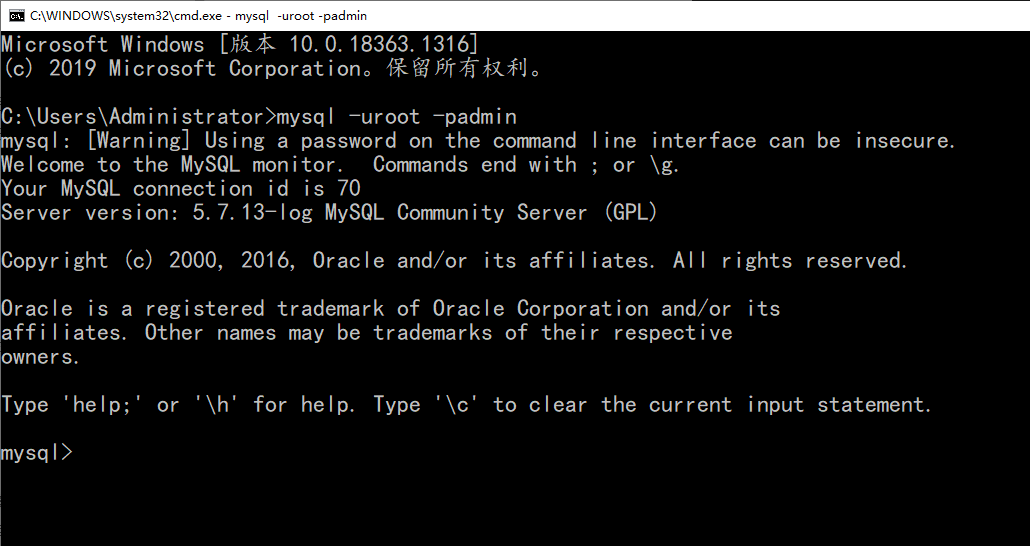 C:\WINDOWS\system32\cmd.exe - mysql  -uroot -padmin
Microsoft Windows [版本 10.0.18363.1316]
(c) 2019 Microsoft Corporation。保留所有权利。
C:\Users\Administrator>mysql -uroot -padmin
mysql: [Warning] Using a password on the command line interface can be insecure.
Welcome to the MySQL monitor.  Commands end with ; or \g.
Your MySQL connection id is 70
Server version: 5.7.13-log MySQL Community Server (GPL)
Copyright (c) 2000, 2016, Oracle and/or its affiliates. All rights reserved.
Oracle is a registered trademark of Oracle Corporation and/or its
affiliates. Other names may be trademarks of their respective
owners.
Type 'help;' or '\h' for help. Type '\c' to clear the current input statement.
mysql>